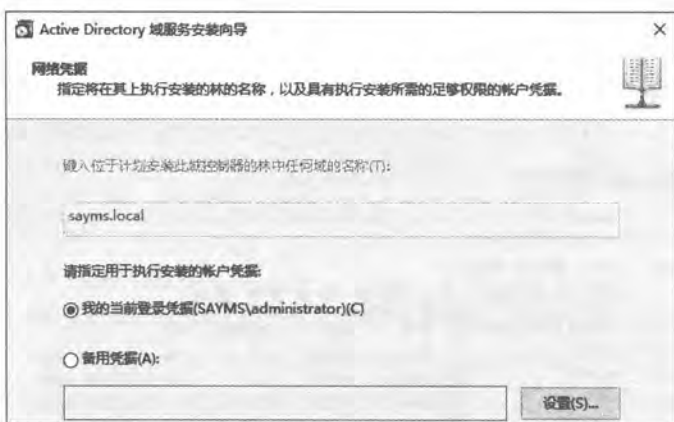 Active Directory 域服务安装向导
网络凭据
指定将在其上执行安装的林的名称，以及具有执行安装所需的足够权限的帐户凭据。
键入位于计划安装此域控制器的林中任何域的名称(T):
sayms.local
请指定用于执行安装的帐户凭据:
我的当前登录凭据(SAYMS\administrator)(C)
备用凭据(A):
设置(S)...